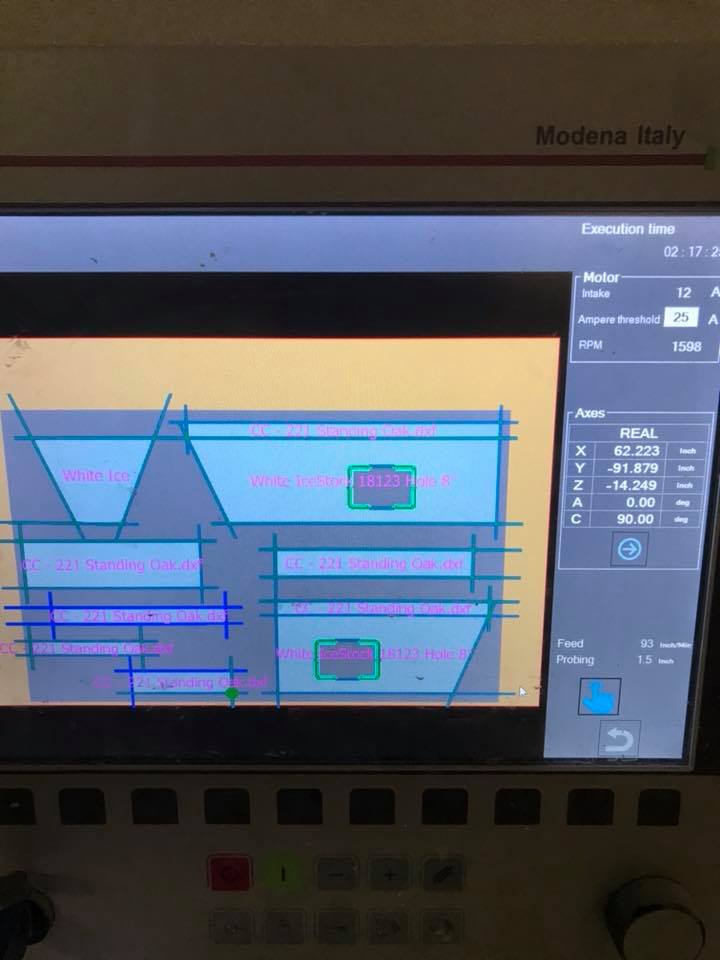 Modena Italy
Execution time
02 : 17 : 2
Motor
Intake 12 A
Ampere threshold 25 A
RPM 1598
Axes
REAL
X 62.223 Inch
Y -91.879 Inch
Z -14.249 Inch
A 0.00 deg
C 90.00 deg
Feed 93 Inch/Min
Probing 1.5 Inch
CC - 221 Standing Oak.dxf
White Ice
White IceStock 18123 Hole 8"
CC - 221 Standing Oak.dxf
CC - 221 Standing Oak.dxf
CC - 221 Standing Oak.dxf
CC - 221 Standing Oak.dxf
CC - 221 Standing Oak.dxf
White IceStock 18123 Hole 8"
CC - 221 Standing Oak.dxf